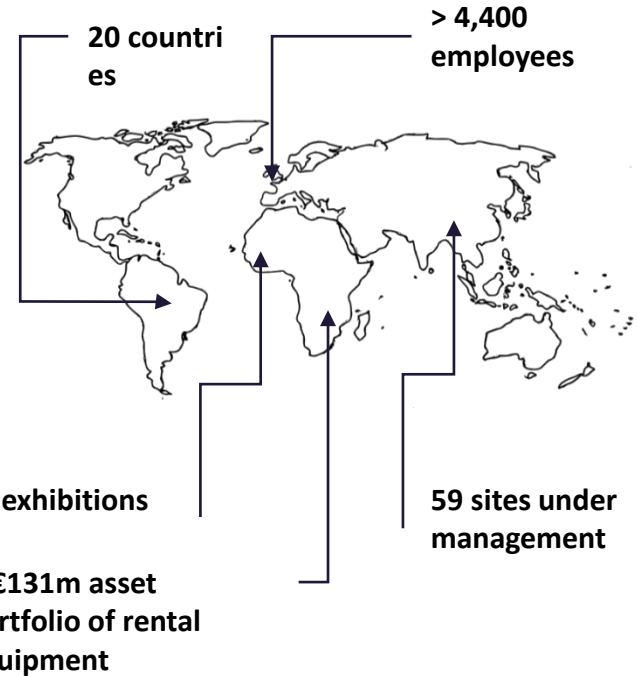 20 countri
es
> 4,400
employees
exhibitions
€131m asset
rtfolio of rental
uipment
59 sites under
management